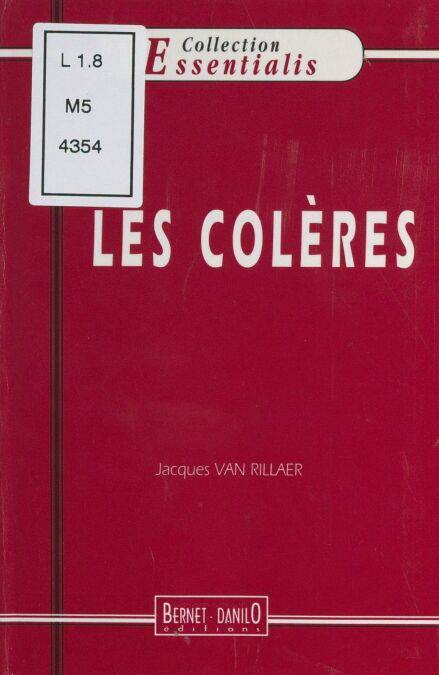 L 1.8
M5
4354
Collection
Essentialis
LES COLÈRES
Jacques VAN RILLAER
BERNET - DANILO
éditions